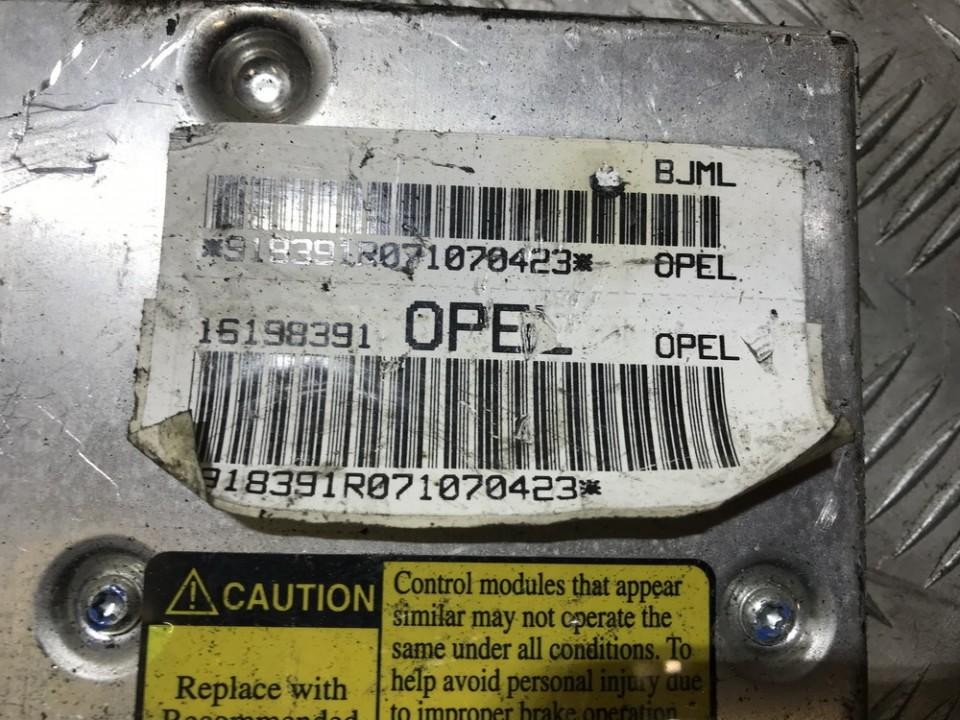 BJML
*918391R071070423* OPEL
16198391 OPEL OPEL
918391R071070423*
CAUTION
Replace with
Recommended
Control modules that appear
similar may not operate the
same under all conditions. To
help avoid personal injury due
to improper brake operation